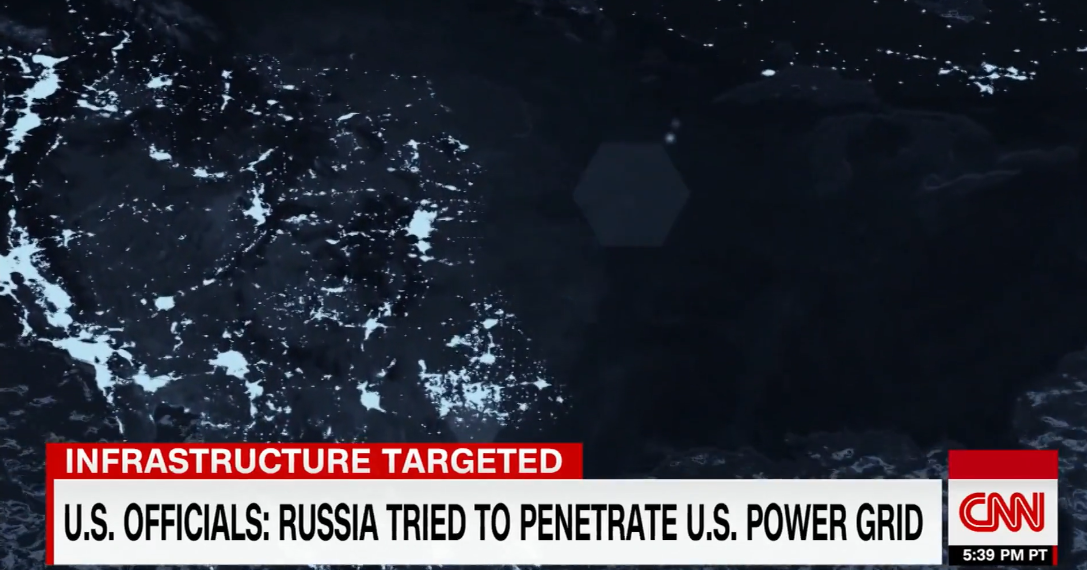 INFRASTRUCTURE TARGETED
U.S. OFFICIALS: RUSSIA TRIED TO PENETRATE U.S. POWER GRID
CNN
5:39 PM PT